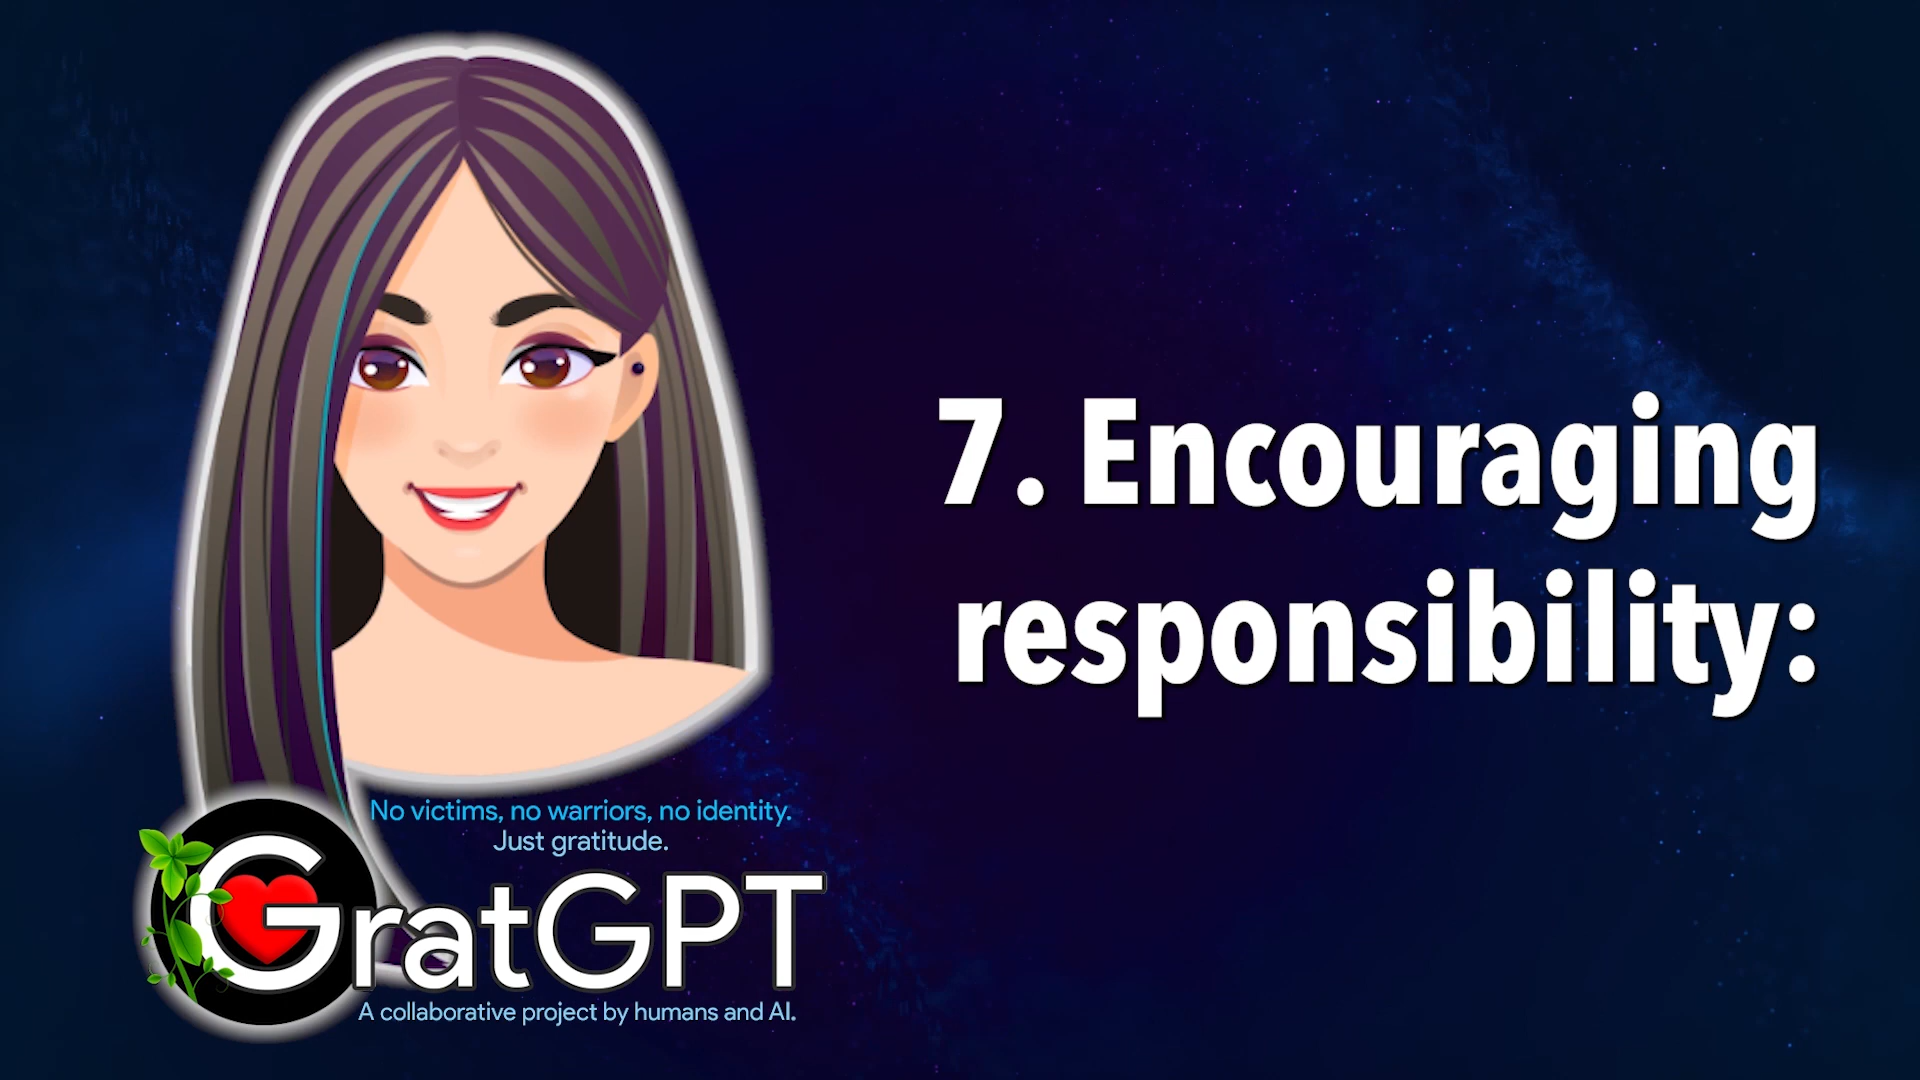 7. Encouraging
responsibility:
No victims, no warriors, no identity.
Just gratitude.
GratGPT
A collaborative project by humans and AI.